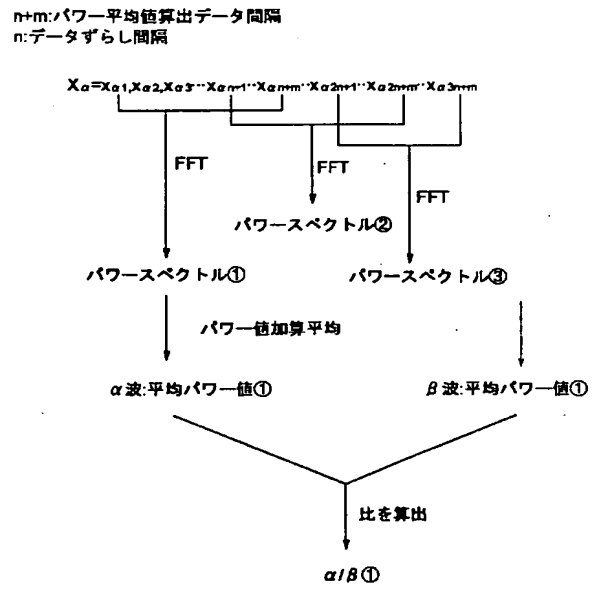 n+m:パワー平均値算出データ間隔
n:データずらし間隔
Xα=Xα1,Xα2,Xα3···Xαn-1··Xαn+m··Xα2n+1··Xα2n+m··Xα3n+m
FFT
FFT
FFT
パワースペクトル②
パワースペクトル①
パワースペクトル③
パワー値加算平均
α波:平均パワー値①
β波:平均パワー値①
比を算出
α/β①